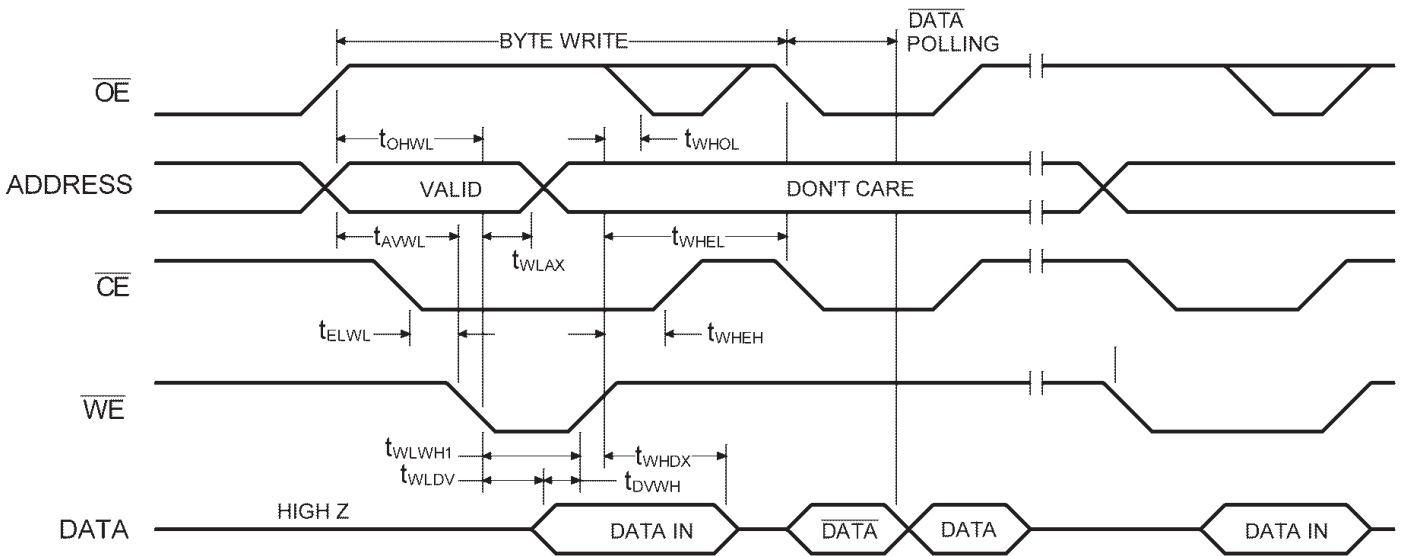 DATA
POLLING
BYTE WRITE
OE
tOHWL
tWHOL
ADDRESS
VALID
DON'T CARE
tAVWL
tWLAX
tWHEL
CE
tELWL
tWHEH
WE
tWLWH1
tWLDV
tWHDX
tDVWH
DATA
HIGH Z
DATA IN
DATA
DATA
DATA IN